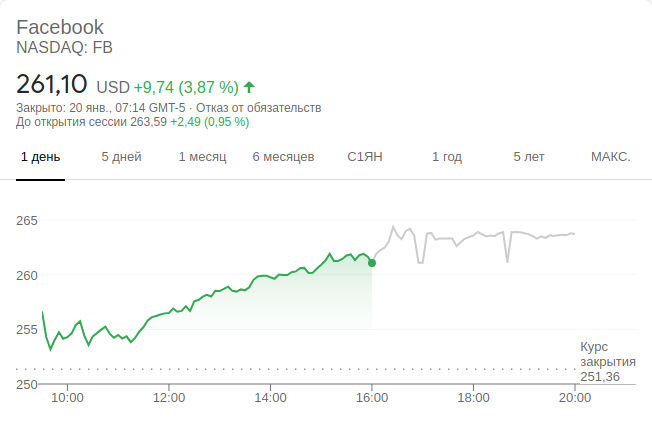 Facebook
NASDAQ: FB
261,10 USD +9,74 (3,87 %)
Закрыто: 20 янв., 07:14 GMT-5 · Отказ от обязательств
До открытия сессии 263,59 +2,49 (0,95 %)
1 день 5 дней 1 месяц 6 месяцев С1ЯН 1 год 5 лет МАКС.
265
260
255
Курс
закрытия
251,36
250
10:00 12:00 14:00 16:00 18:00 20:00